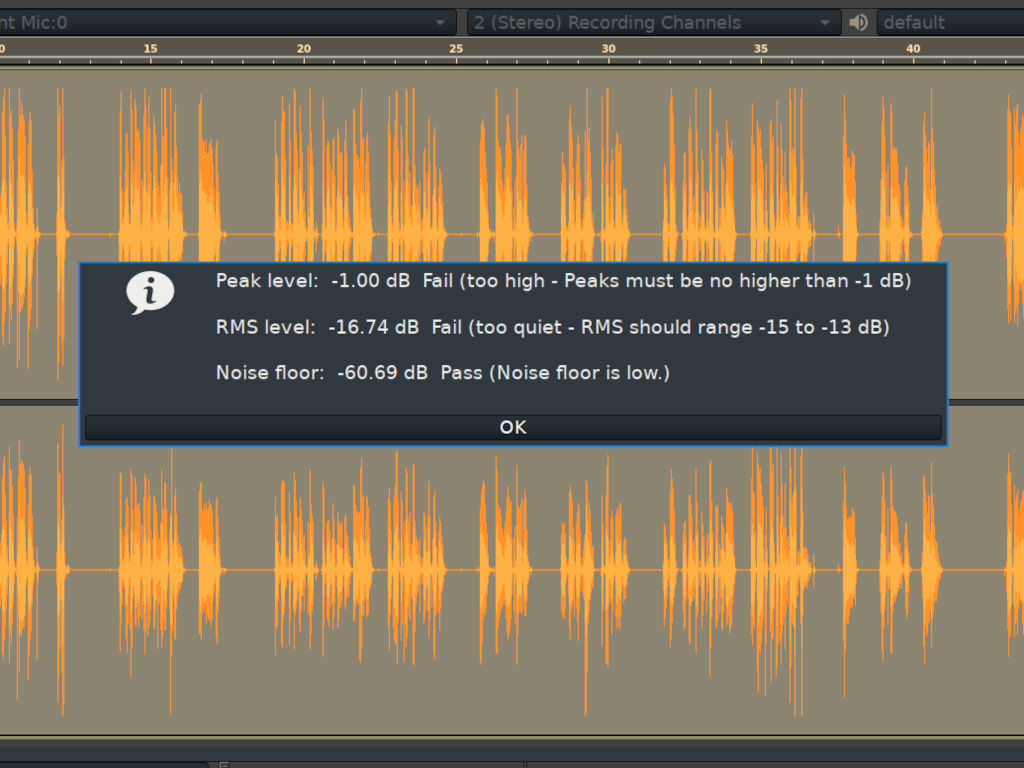 nt Mic:0 2 (Stereo) Recording Channels default
0 15 20 25 30 35 40
Peak level: -1.00 dB Fail (too high - Peaks must be no higher than -1 dB)
RMS level: -16.74 dB Fail (too quiet - RMS should range -15 to -13 dB)
Noise floor: -60.69 dB Pass (Noise floor is low.)
OK